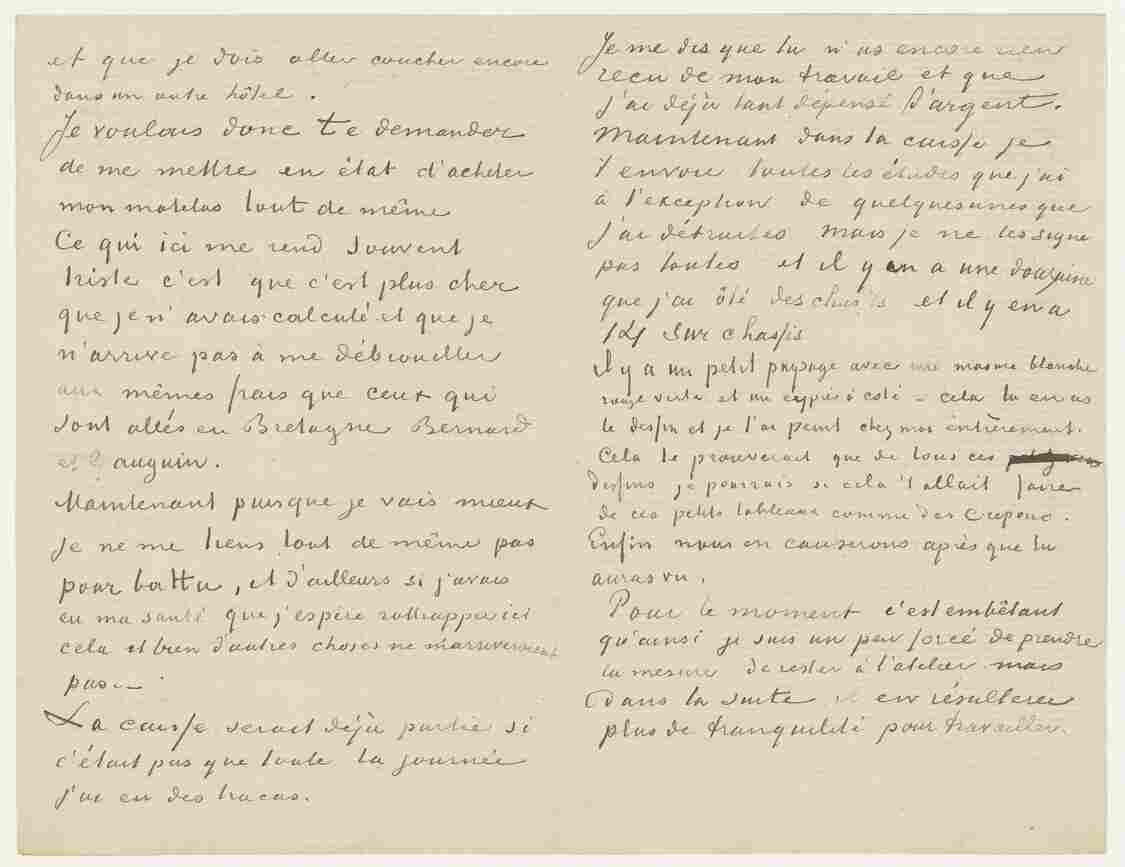 et que je dois aller coucher encore
dans un autre hôtel.
Je voulais donc te demander
de me mettre en état d'acheter
mon matelas tout de même
Ce qui ici me rend souvent
triste c'est que c'est plus cher
que je n'avais calculé et que je
n'arrive pas à me débrouiller
aux mêmes frais que ceux qui
sont allés en Bretagne Bernard
et Gauguin.
Maintenant puisque je vais mieux
je ne me tiens tout de même pas
pour battu, et d'ailleurs si j'avais
eu ma santé que j'espère rattrapper ici
cela et bien d'autres choses ne m'arriveraient
pas. —
La caisse serait déjà partie si
c'était pas que toute la journée
j'ai eu des tracas.
Je me dis que tu n'as encore rien
recu de mon travail et que
j'ai déjà tant dépensé d'argent.
Maintenant dans la caisse je
t'envoie toutes les études que j'ai
à l'exception de quelquesunes que
j'ai détruites mais je ne les signe
pas toutes et il y en a une douzaine
que j'ai ôté des chassis et il y en a
14 sur chassis
Il y a un petit paysage avec une masure blanche
rouge verte et un cyprès à coté – cela tu en as
le dessin et je l'ai peint chez moi entièrement.
Cela te prouverait que de tous ces
dessins je pourrais si cela t'allait faire
de ces petits tableaux comme des crepons.
Enfin nous en causerons après que tu
auras vu.
Pour le moment c'est embêtant
qu'ainsi je suis un peu forcé de prendre
la mesure de rester à l'atelier mais
Dans la suite il en résultera
plus de tranquilité pour travailler.